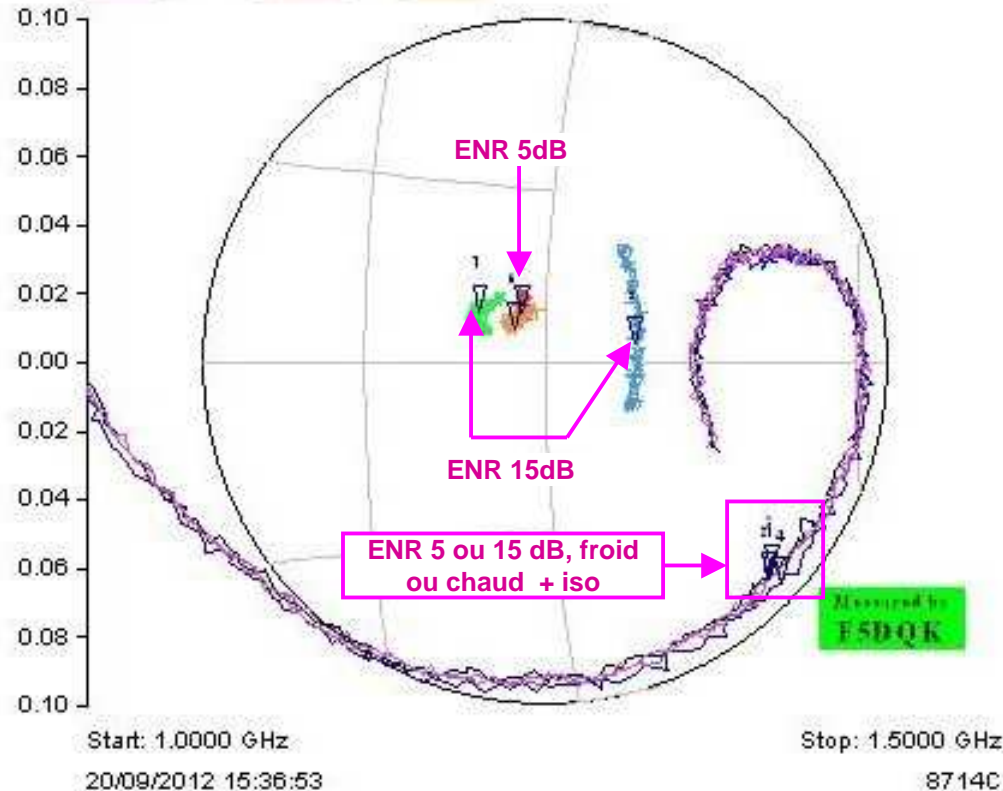 0.10
0.08
0.06
0.04
0.02
0.00
0.02
0.04
0.06
0.08
0.10
ENR 5dB
1
ENR 15dB
ENR 5 ou 15 dB, froid
ou chaud + iso
4
Measured by
F5DQK
Start: 1.0000 GHz
Stop: 1.5000 GHz
20/09/2012 15:36:53
8714C